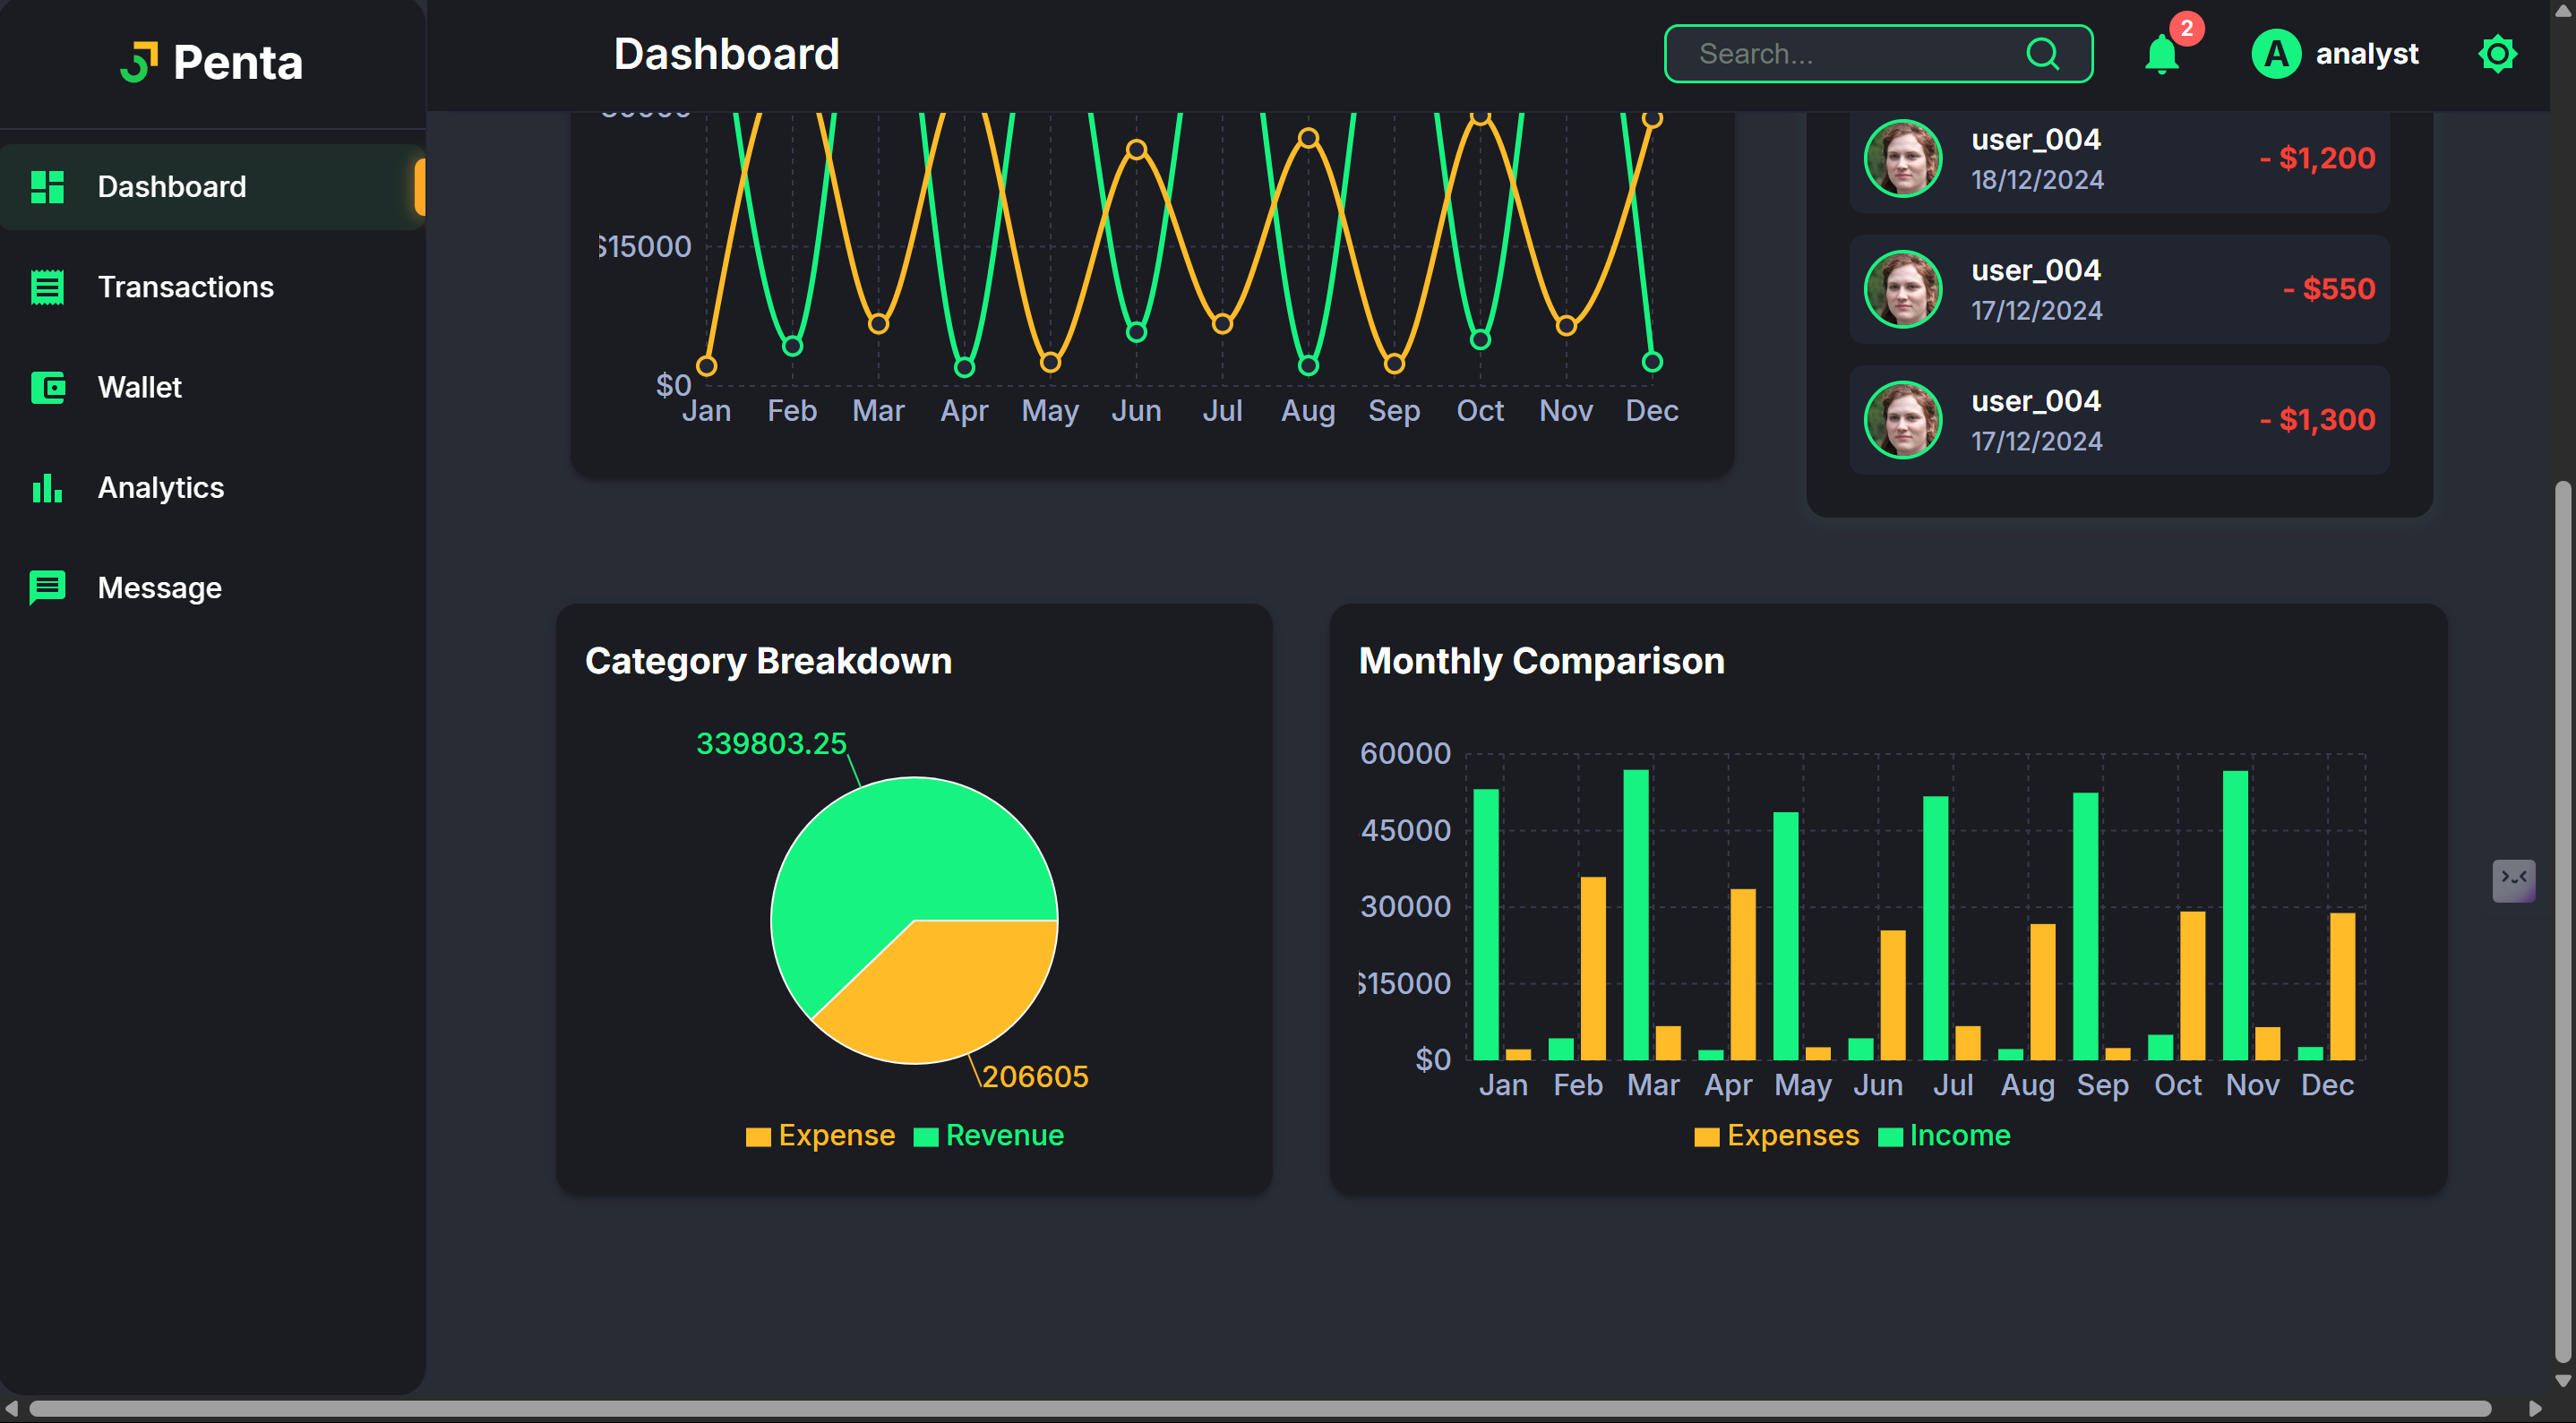 Penta
Dashboard
Search...
2
A
analyst
Dashboard
Transactions
Wallet
Analytics
Message
$15000
$0
Jan Feb Mar Apr May Jun Jul Aug Sep Oct Nov Dec
user_004
18/12/2024
- $1,200
user_004
17/12/2024
- $550
user_004
17/12/2024
- $1,300
Category Breakdown
339803.25
206605
Expense Revenue
Monthly Comparison
60000
45000
30000
$15000
$0
Jan Feb Mar Apr May Jun Jul Aug Sep Oct Nov Dec
Expenses Income